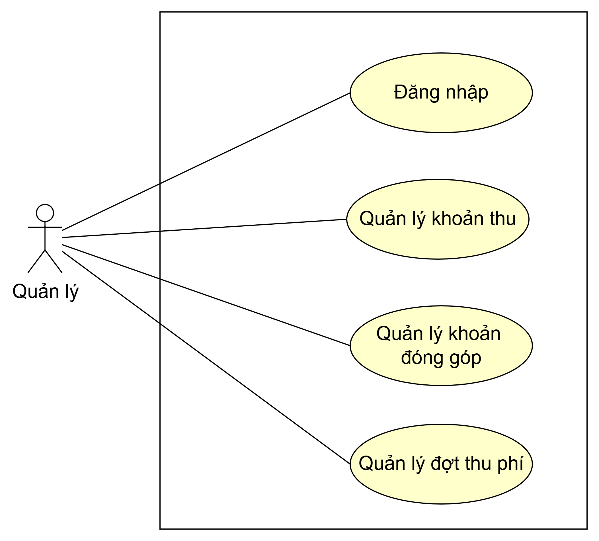 Đăng nhập
Quản lý khoản thu
Quản lý
Quản lý khoản
đóng góp
Quản lý đợt thu phí